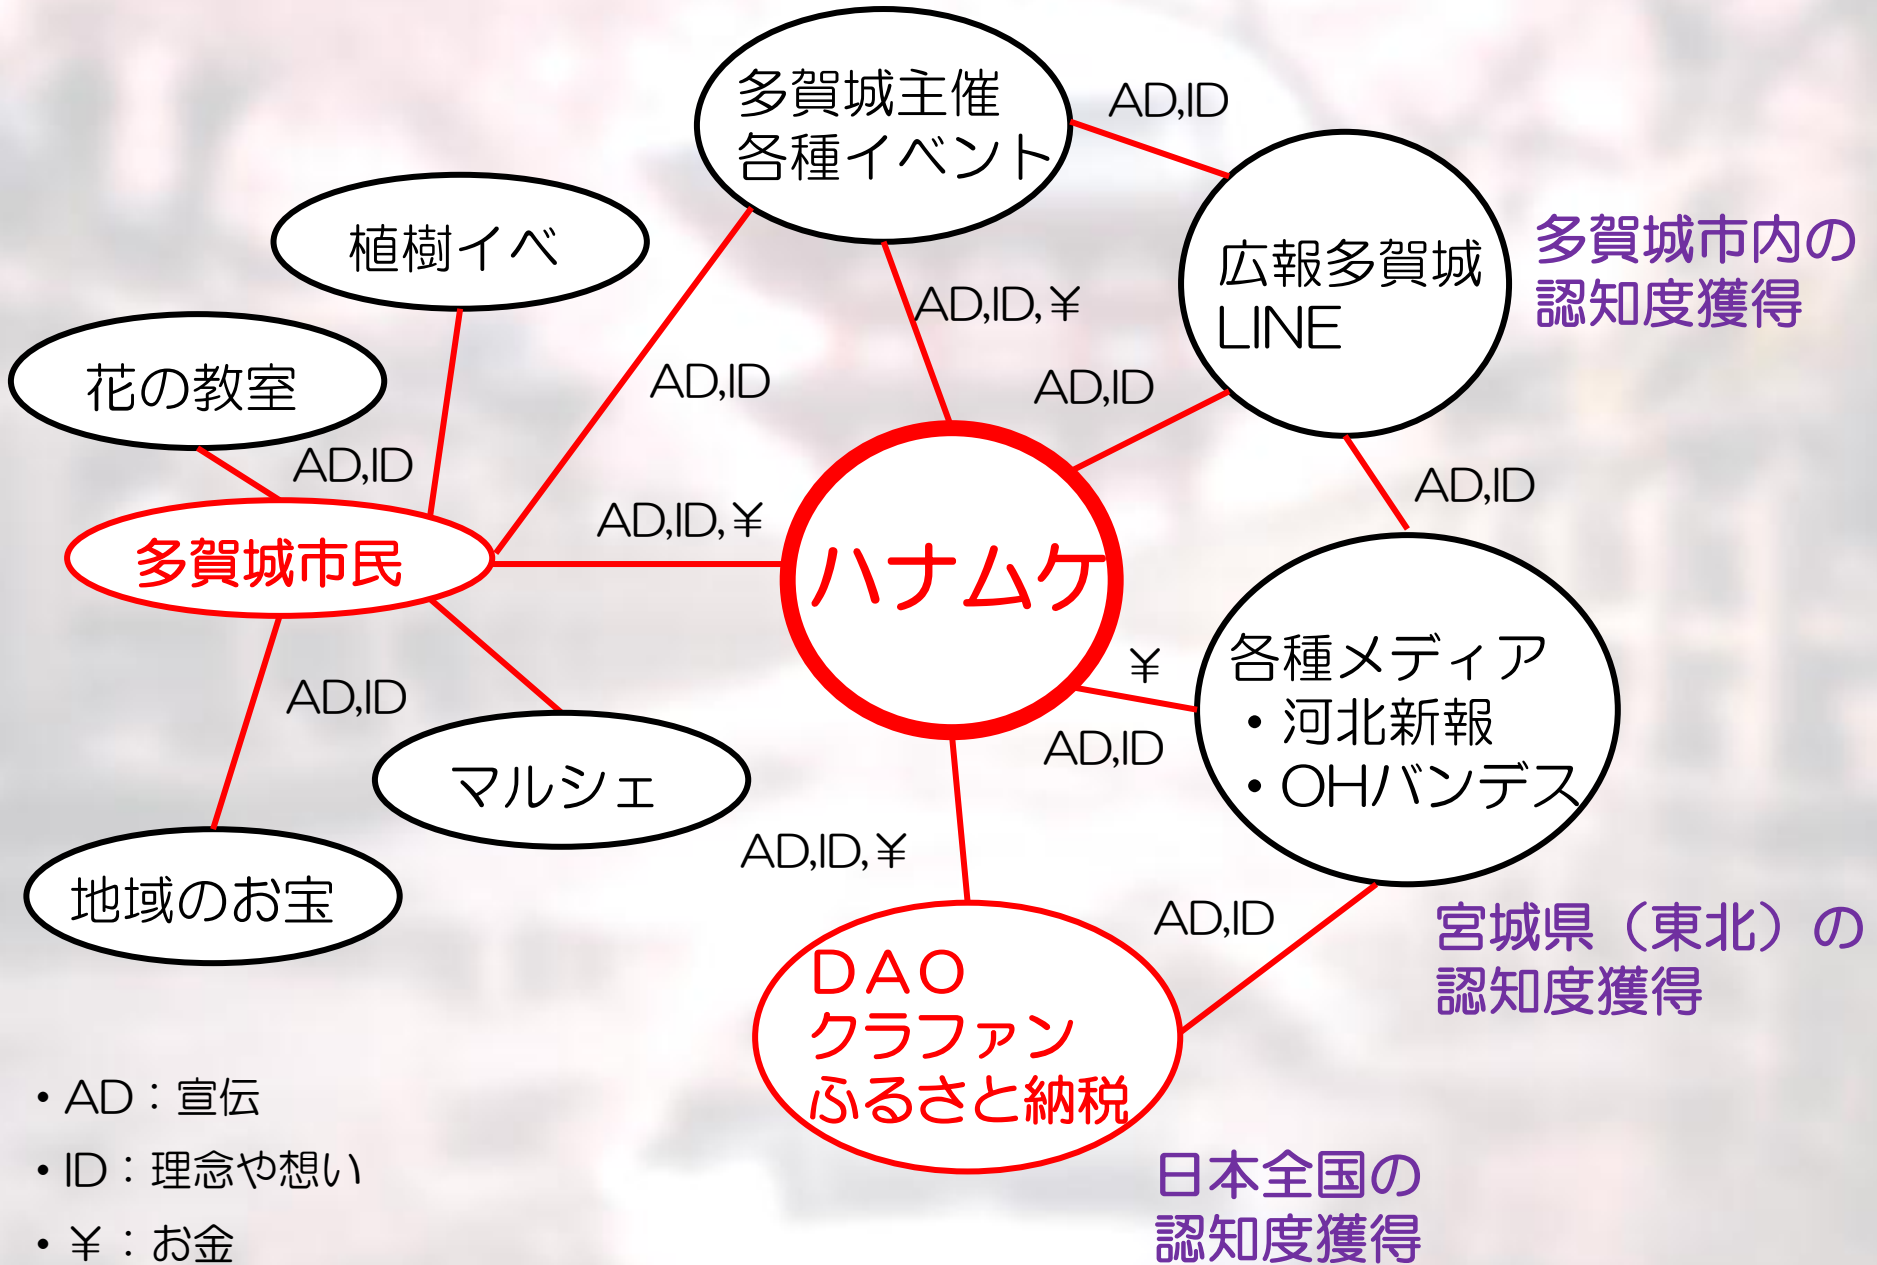 多賀城主催
各種イベント
AD,ID
植樹イベ
広報多賀城
LINE
多賀城市内の
認知度獲得
AD,ID,¥
花の教室
AD,ID
AD,ID
AD,ID
AD,ID
AD,ID,¥
多賀城市民
ハナムケ
各種メディア
・河北新報
・OHバンデス
¥
AD,ID
AD,ID
マルシェ
AD,ID,¥
地域のお宝
AD,ID
宮城県（東北）の
認知度獲得
DAO
クラファン
ふるさと納税
日本全国の
認知度獲得
・AD：宣伝
・ID：理念や想い
・¥：お金